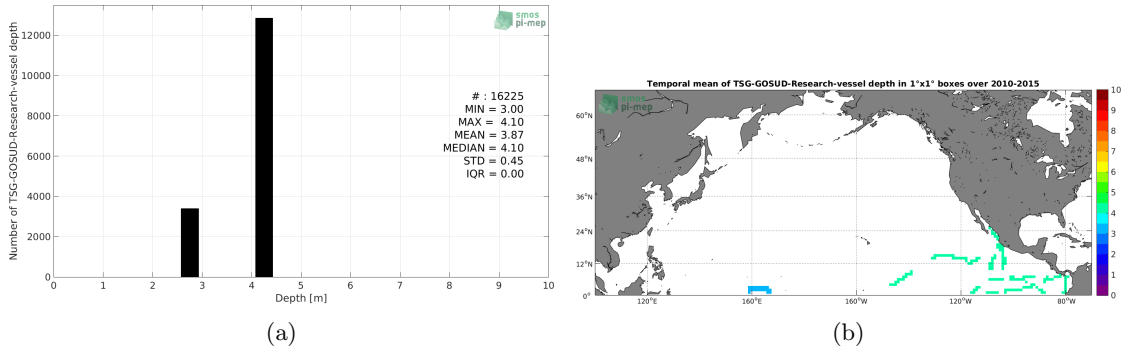 smos
pi-mep
Number of TSG-GOSUD-Research-vessel depth
12000
10000
8000
6000
4000
2000
0
# : 16225
MIN = 3.00
MAX = 4.10
MEAN = 3.87
MEDIAN = 4.10
STD = 0.45
IQR = 0.00
0 1 2 3 4 5 6 7 8 9 10
Depth [m]
(a)
Temporal mean of TSG-GOSUD-Research-vessel depth in 1°x1° boxes over 2010-2015
smos
pi-mep
60°N
48°N
36°N
24°N
12°N
0°
120°E 160°E 160°W 120°W 80°W
10
9
8
7
6
5
4
3
2
1
0
(b)